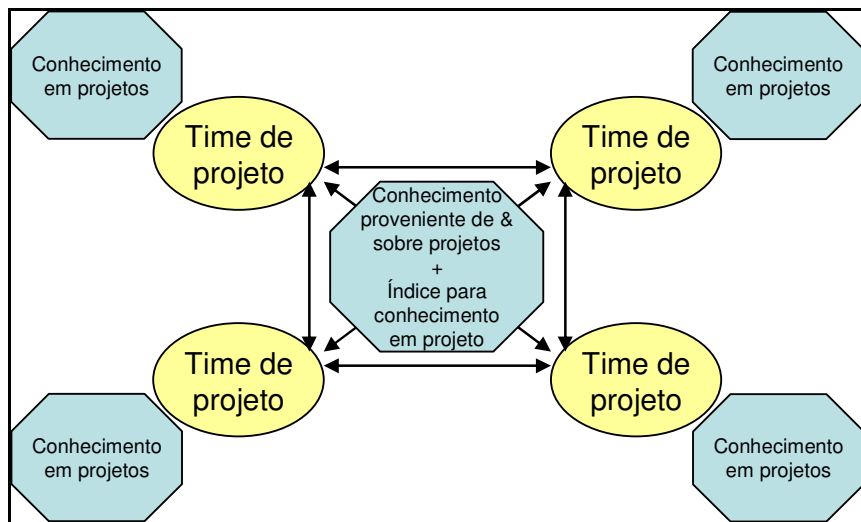 Conhecimento
em projetos
Conhecimento
em projetos
Time de
projeto
Time de
projeto
Conhecimento
proveniente de &
sobre projetos
+
Índice para
conhecimento
em projeto
Time de
projeto
Time de
projeto
Conhecimento
em projetos
Conhecimento
em projetos